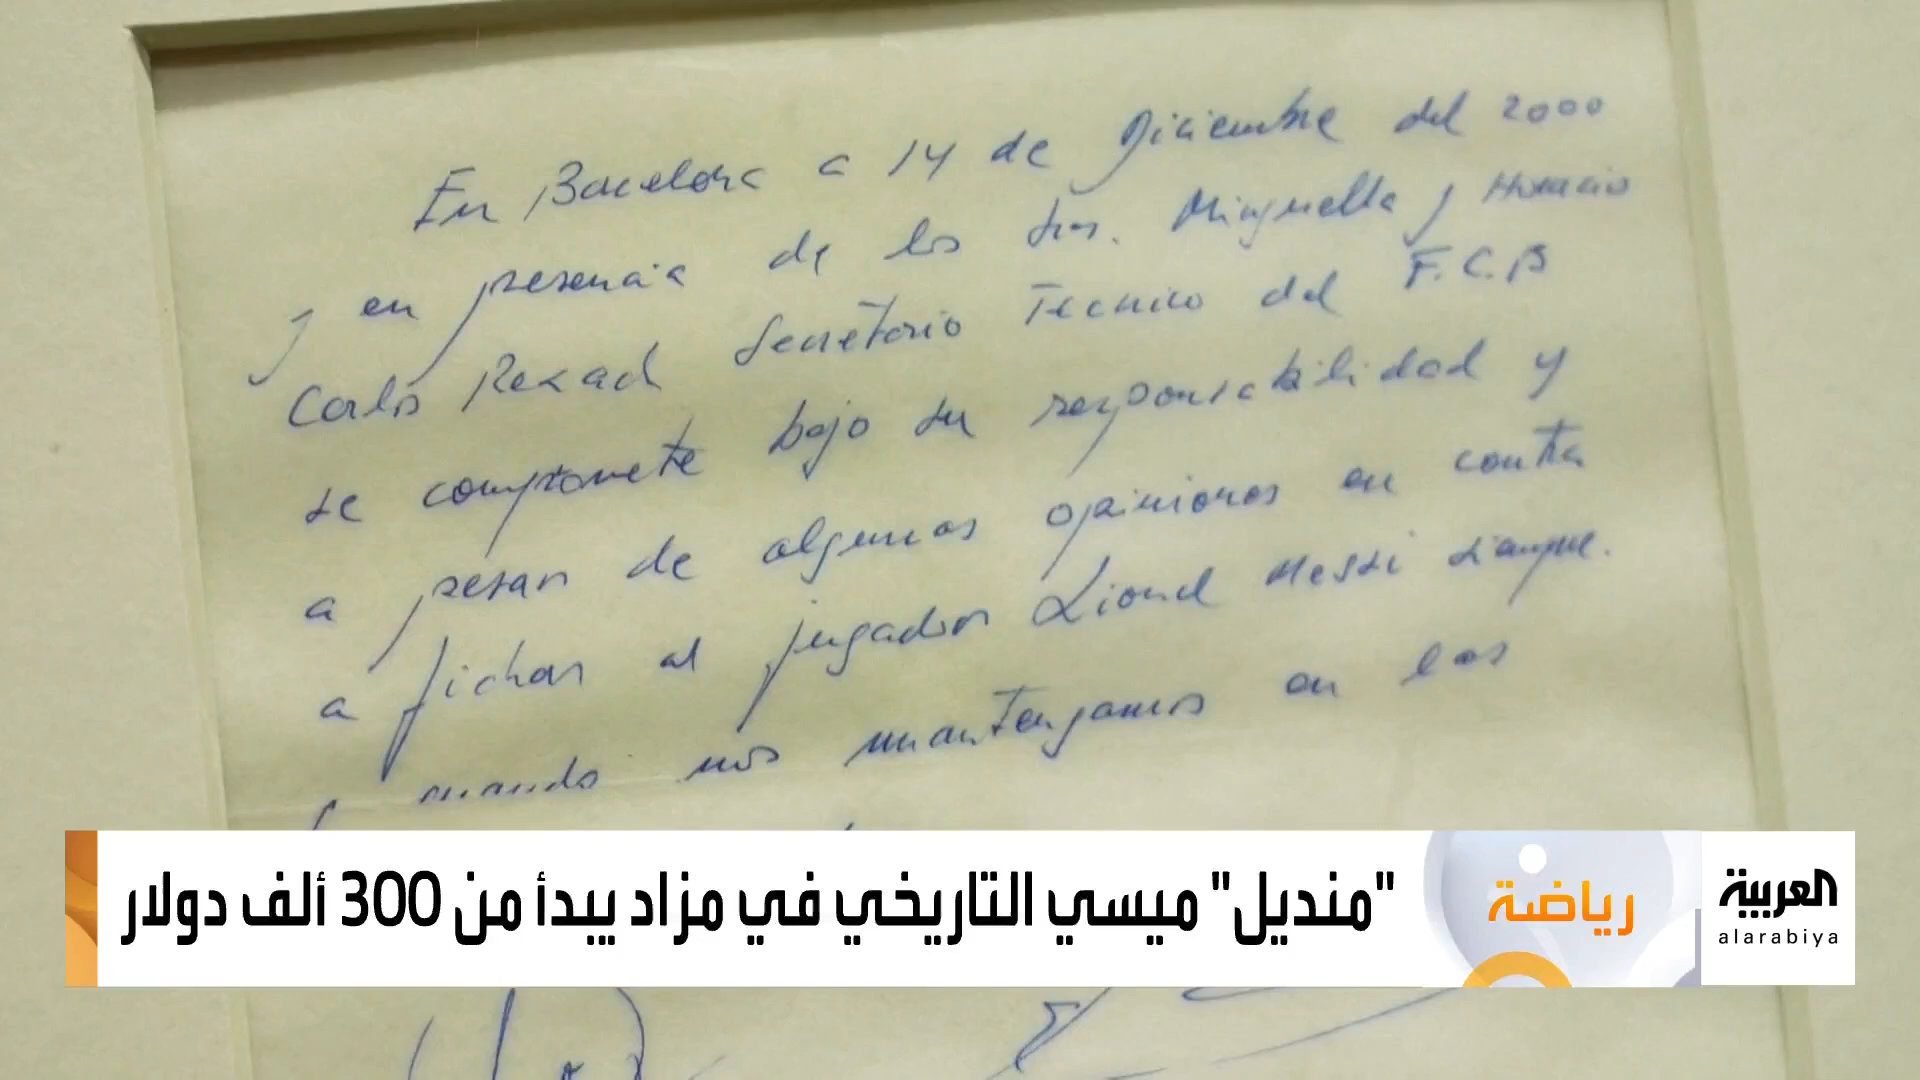 En Barcelona a 14 de Diciembre del 2000
y en presencia de los Srs. Minguella y Horacio
Carlos Rexach Secretario Tecnico del F.C.B
se compromete bajo su responsabilidad y
a pesar de algunas opiniones en contra
a fichar al jugador Lionel Messi siempre
y cuando nos mantengamos en las
"منديل" ميسي التاريخي في مزاد يبدأ من 300 ألف دولار
رياضة
العربية
alarabiya